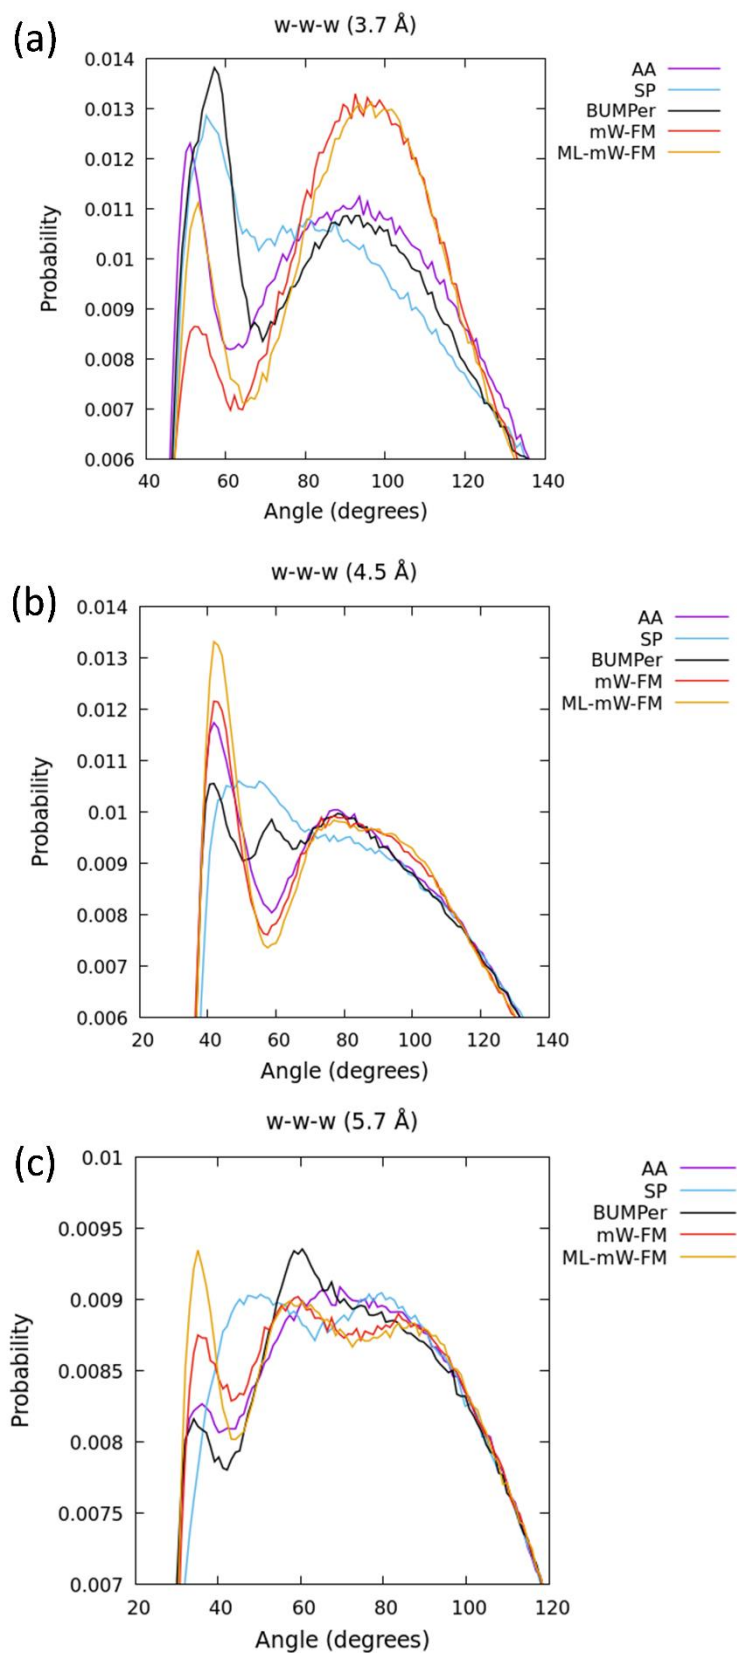 (a)
w-w-w (3.7 Å)
AA
SP
BUMPer
mW-FM
ML-mW-FM
0.014
0.013
0.012
0.011
0.01
0.009
0.008
0.007
0.006
Probability
40 60 80 100 120 140
Angle (degrees)
(b)
w-w-w (4.5 Å)
AA
SP
BUMPer
mW-FM
ML-mW-FM
0.014
0.013
0.012
0.011
0.01
0.009
0.008
0.007
0.006
Probability
20 40 60 80 100 120 140
Angle (degrees)
(c)
w-w-w (5.7 Å)
AA
SP
BUMPer
mW-FM
ML-mW-FM
0.01
0.0095
0.009
0.0085
0.008
0.0075
0.007
Probability
20 40 60 80 100 120
Angle (degrees)